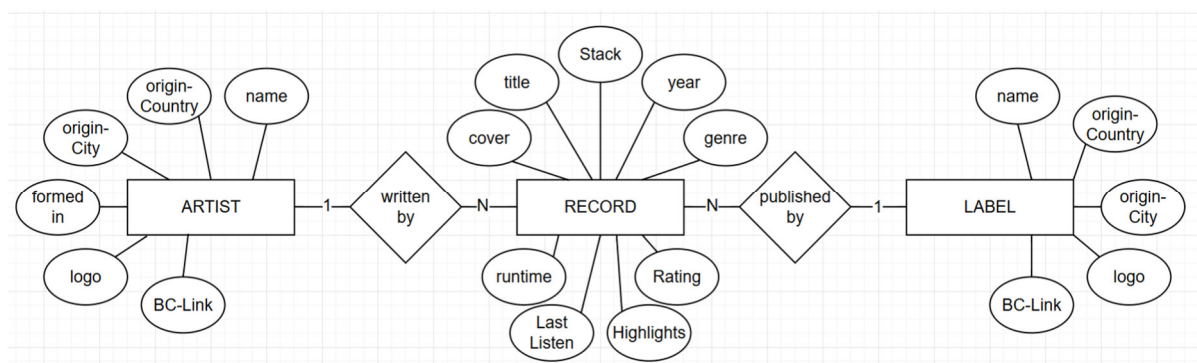 Stack
title
year
origin-
Country
name
name
cover
genre
origin-
City
origin-
Country
formed
in
ARTIST
1
written
by
N
RECORD
N
published
by
1
LABEL
origin-
City
logo
runtime
Rating
logo
BC-Link
BC-Link
Last
Listen
Highlights